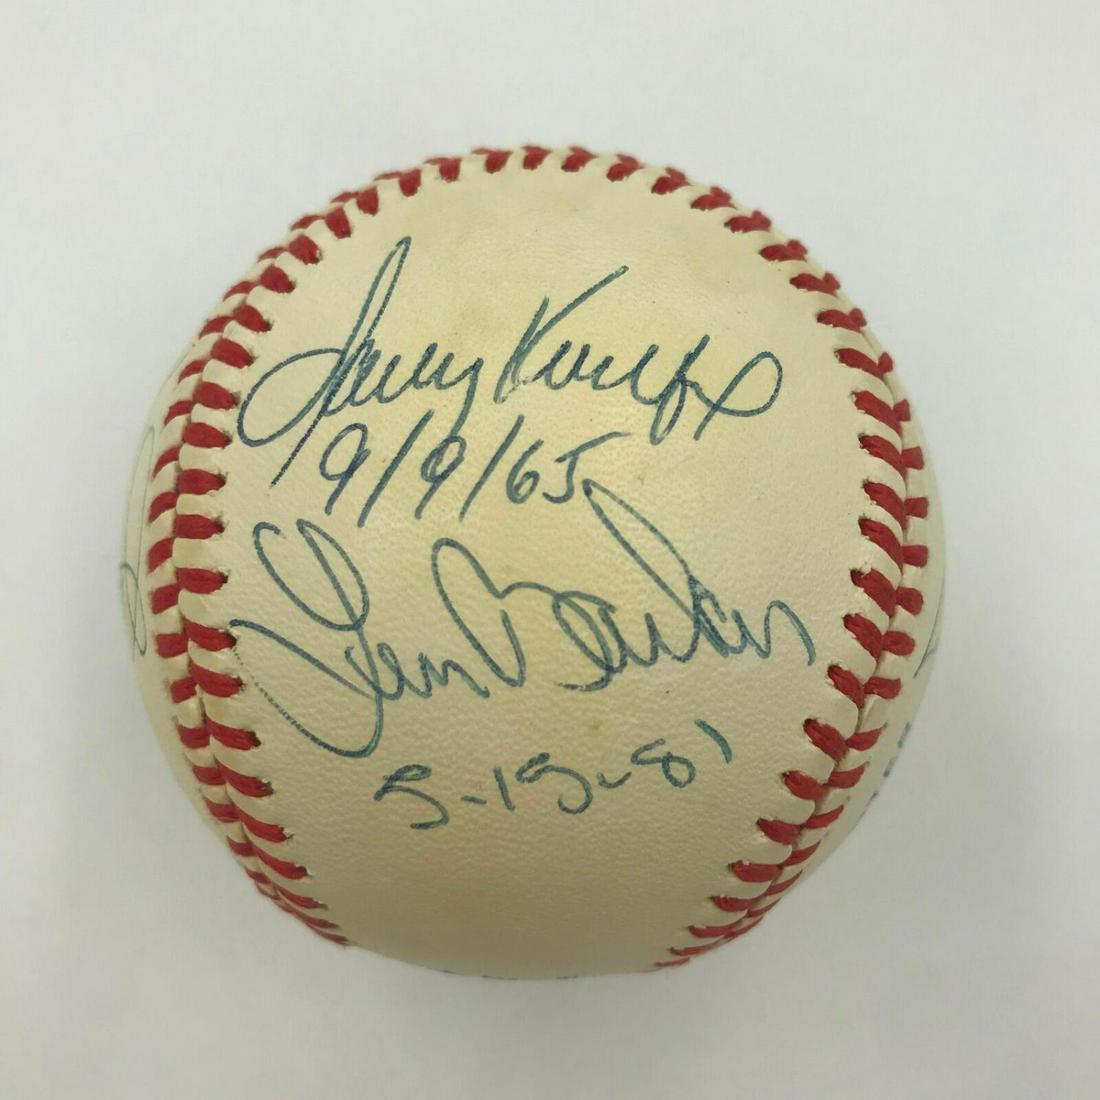 Sandy Koufax
9/9/65
Len Barker
5-15-81